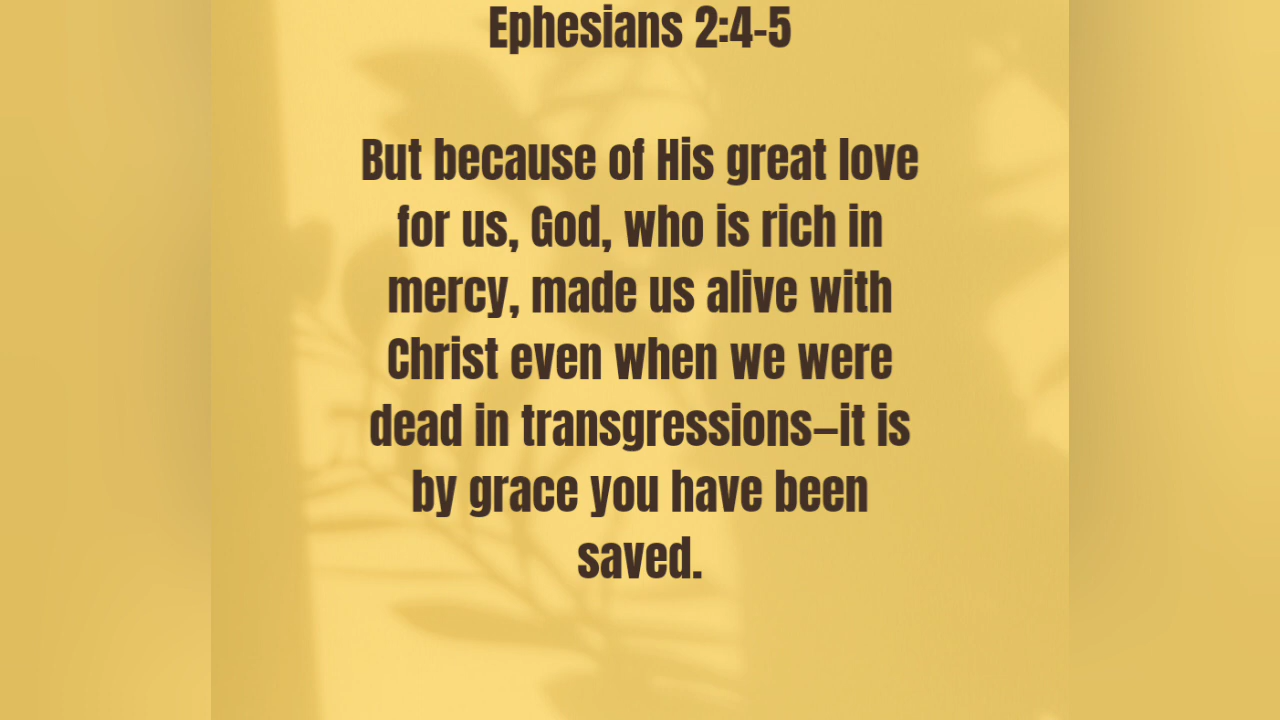 Ephesians 2:4-5
But because of His great love
for us, God, who is rich in
mercy, made us alive with
Christ even when we were
dead in transgressions—it is
by grace you have been
saved.